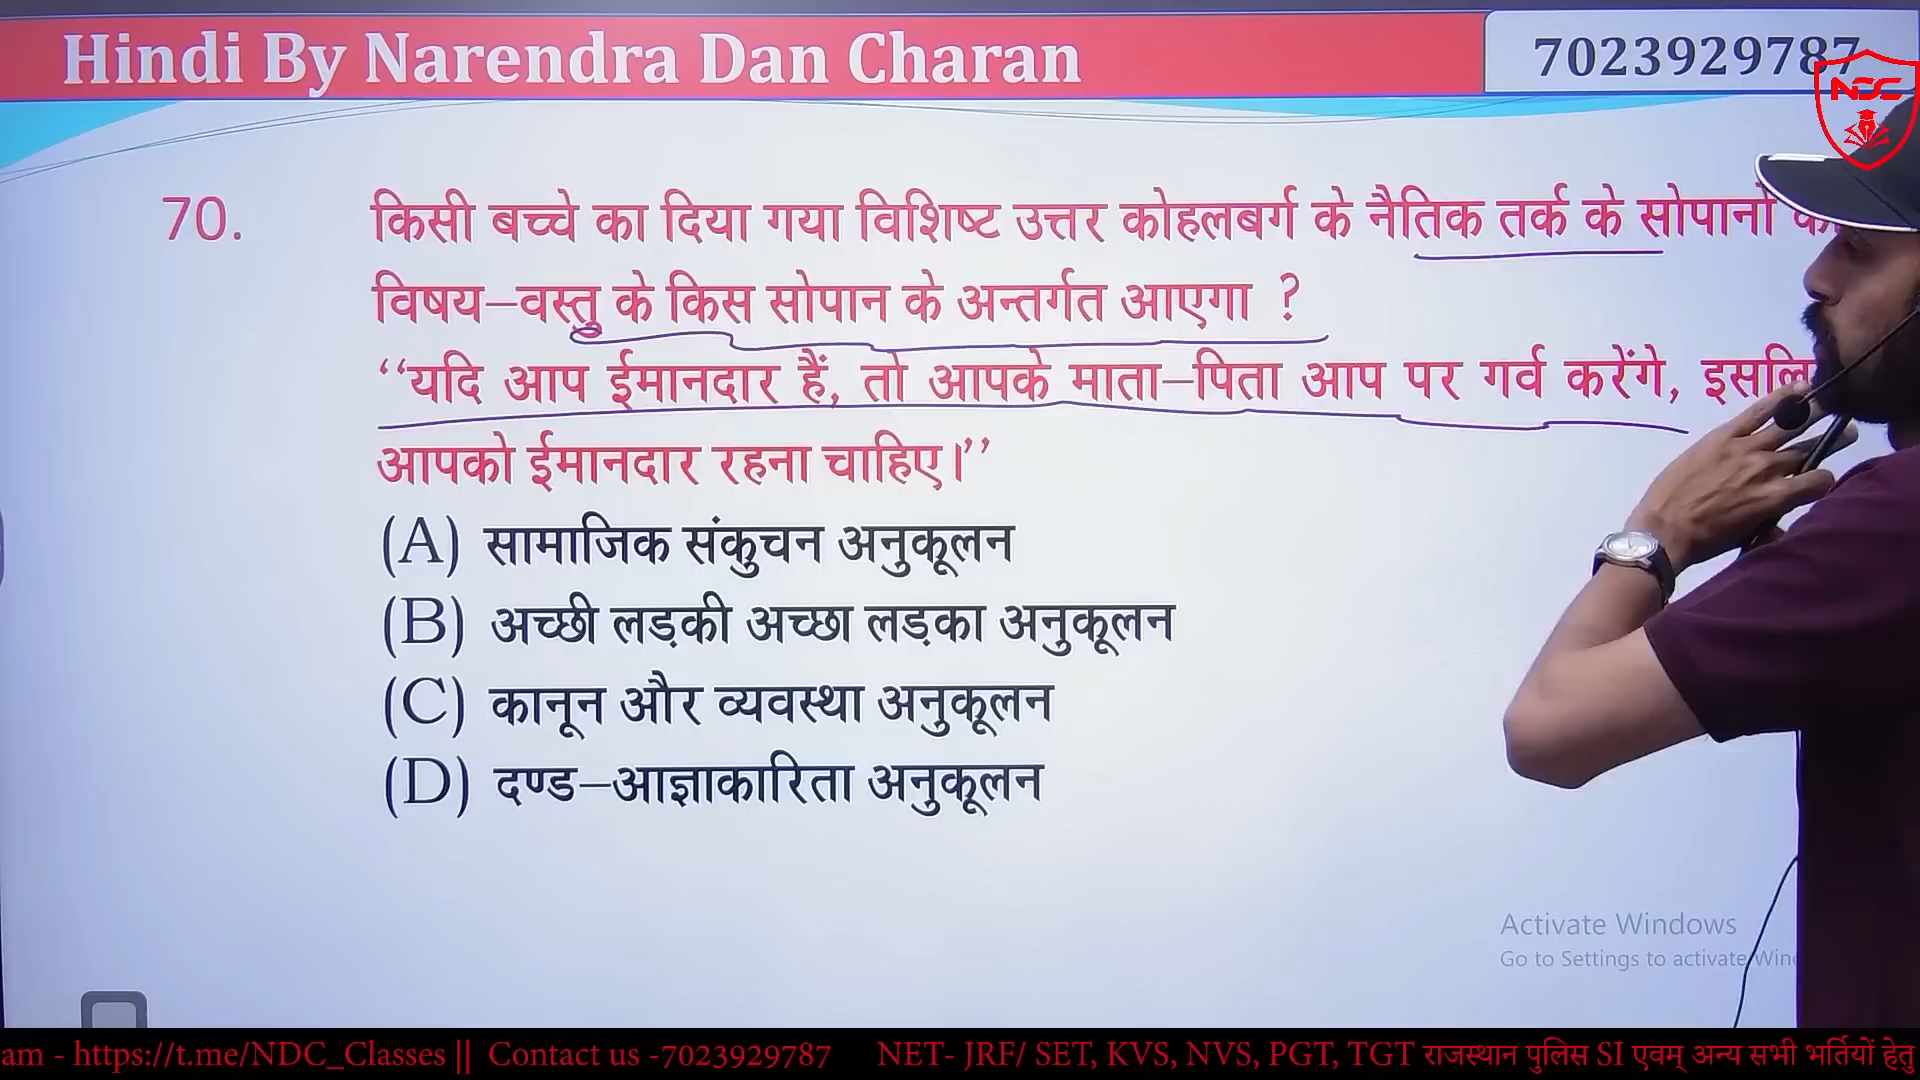 Hindi By Narendra Dan Charan
7023929787
NDC
70. किसी बच्चे का दिया गया विशिष्ट उत्तर कोहलबर्ग के नैतिक तर्क के सोपानों
विषय–वस्तु के किस सोपान के अन्तर्गत आएगा ?
‘‘यदि आप ईमानदार हैं, तो आपके माता–पिता आप पर गर्व करेंगे,
आपको ईमानदार रहना चाहिए।’’
(A) सामाजिक संकुचन अनुकूलन
(B) अच्छी लड़की अच्छा लड़का अनुकूलन
(C) कानून और व्यवस्था अनुकूलन
(D) दण्ड–आज्ञाकारिता अनुकूलन
Activate Windows
Go to Settings to activate
am - https://t.me/NDC_Classes || Contact us -7023929787 NET- JRF/ SET, KVS, NVS, PGT, TGT राजस्थान पुलिस SI एवम् अन्य सभी भर्तियों हेतु